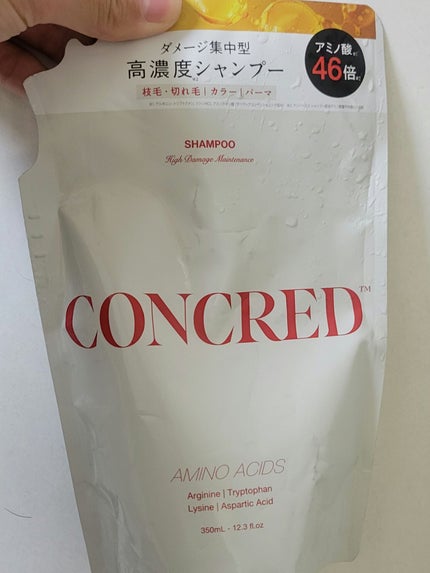 ダメージ集中型
高濃度シャンプー
枝毛・切れ毛 | カラー | パーマ
アミノ酸
46倍
SHAMPOO
High Damage Maintenance
CONCRED™
AMINO ACIDS
Arginine | Tryptophan
Lysine | Aspartic Acid
350mL - 12.3 fl.oz